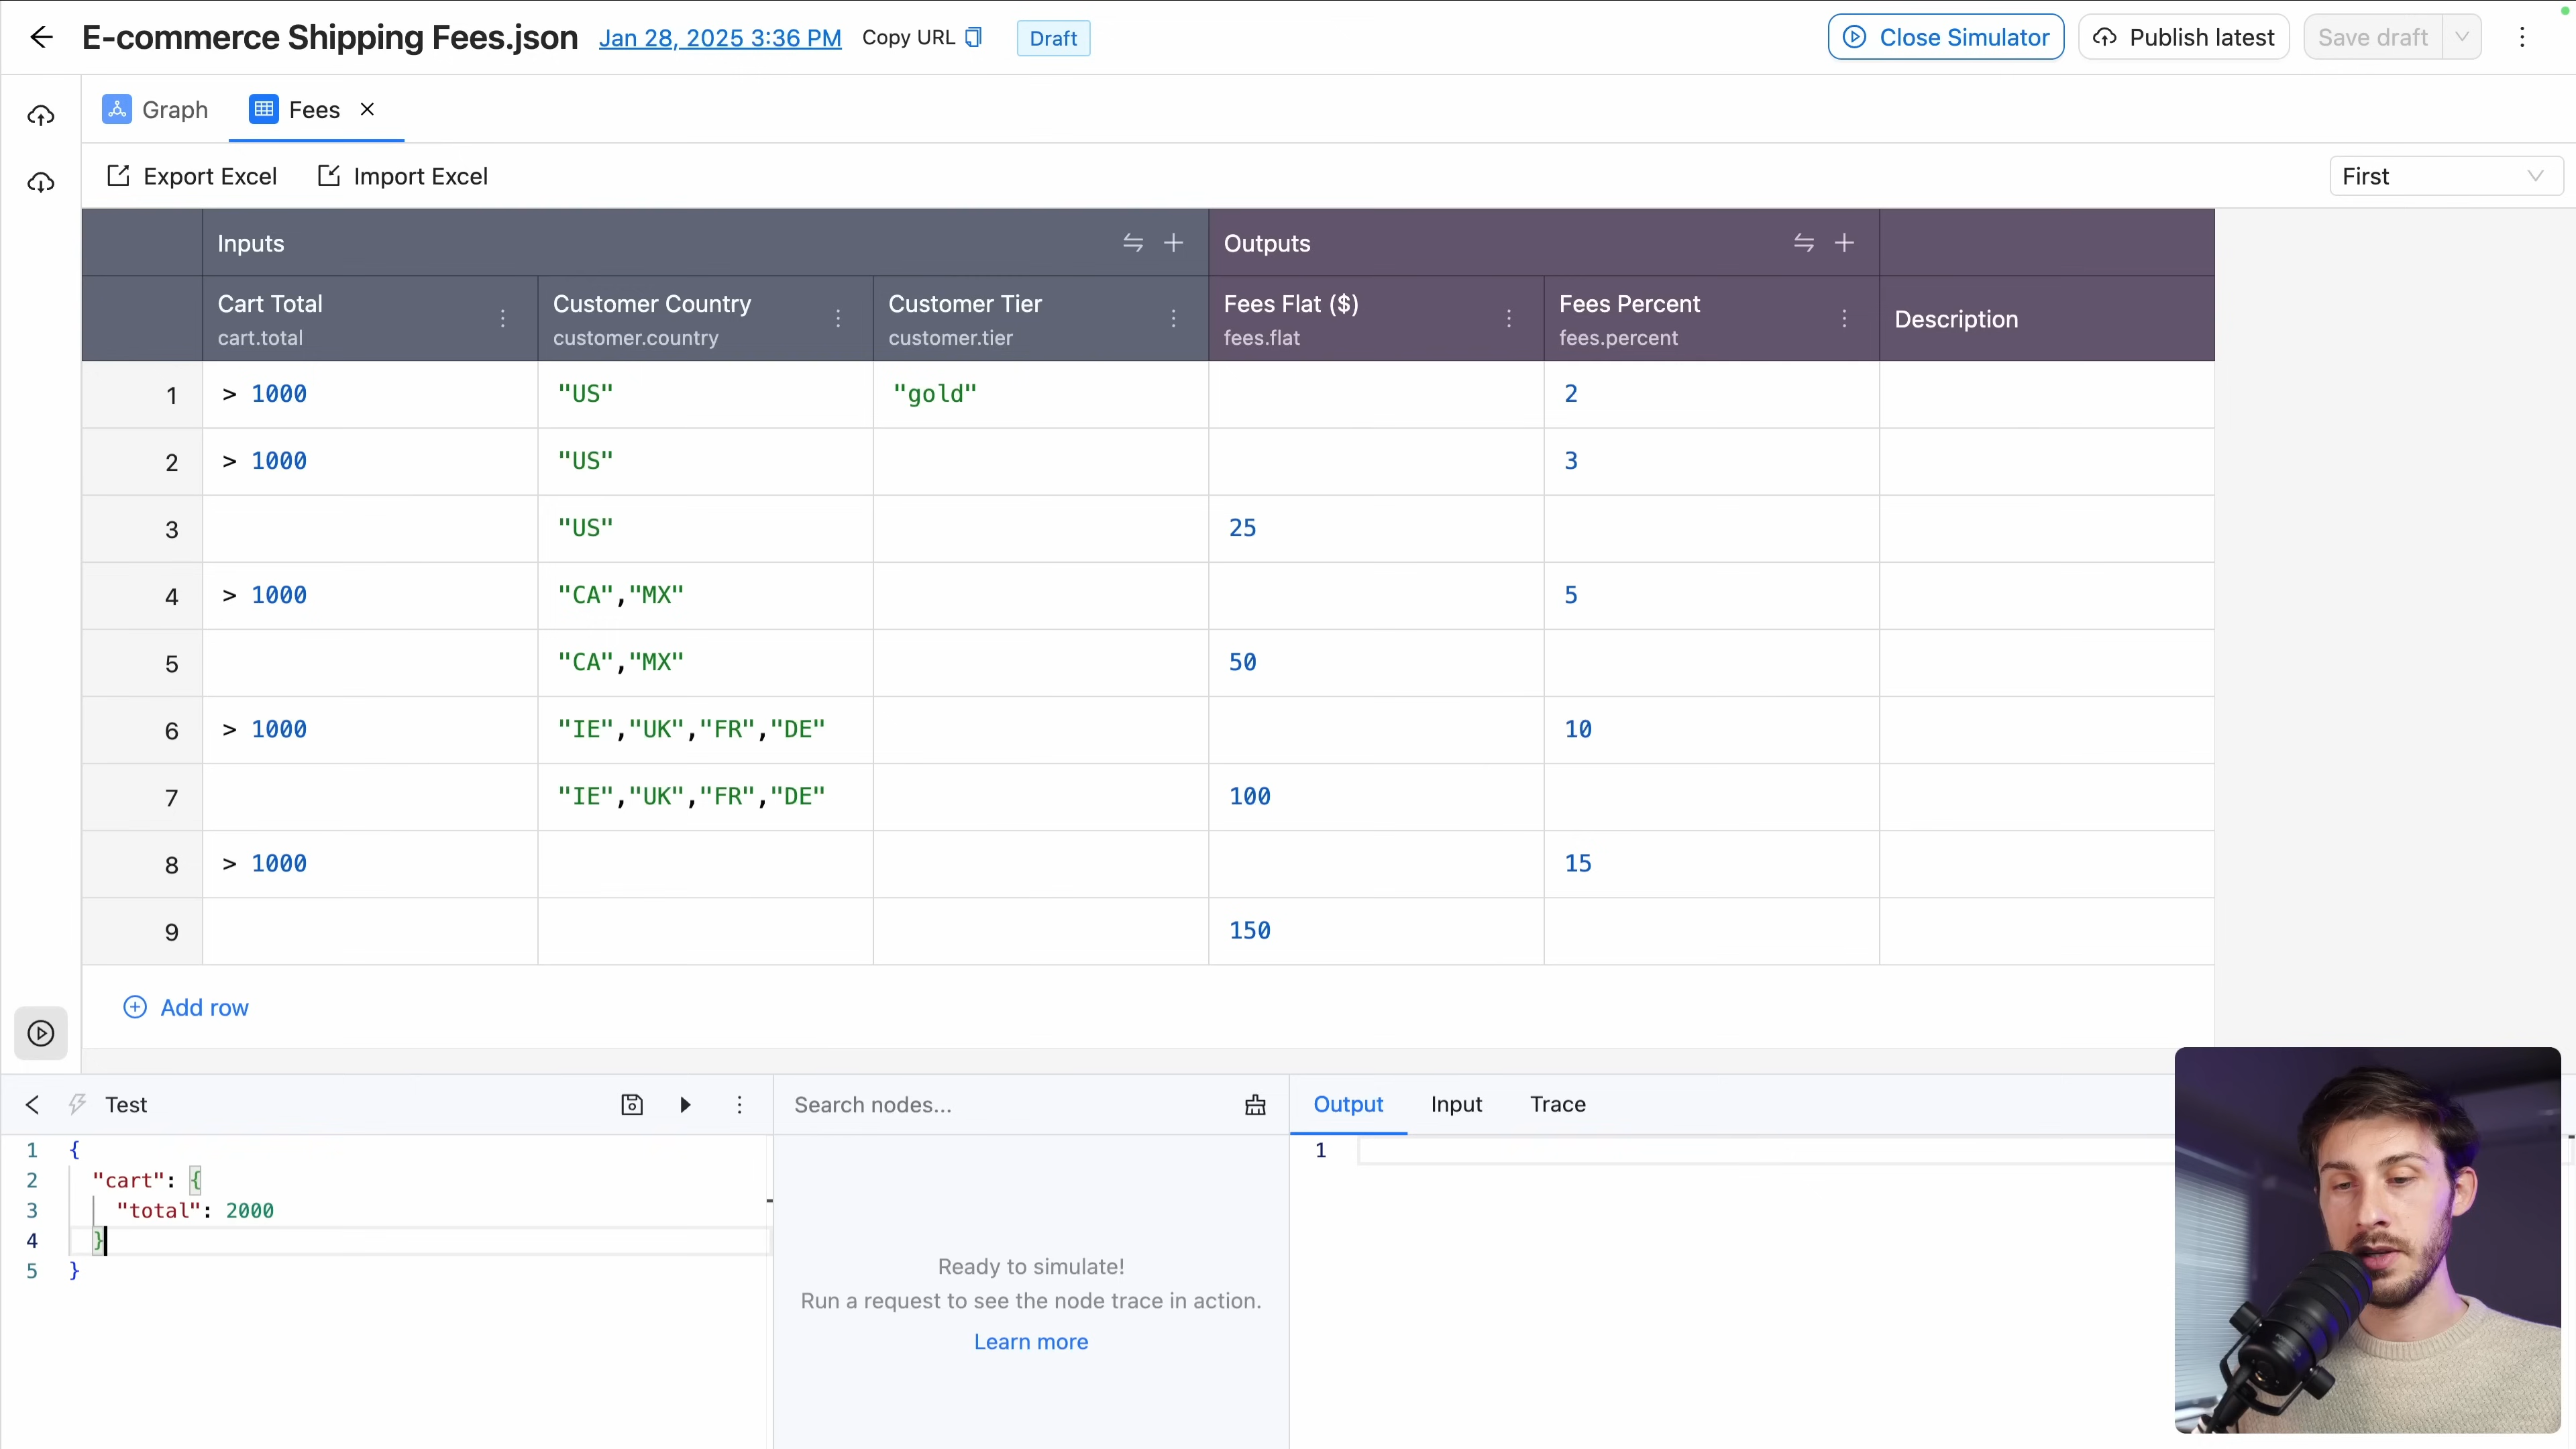 E-commerce Shipping Fees.json Jan 28, 2025 3:36 PM Copy URL Draft Close Simulator Publish latest Save draft
Graph Fees
Export Excel Import Excel First
Inputs Outputs
Cart Total Customer Country Customer Tier Fees Flat ($) Fees Percent Description
cart.total customer.country customer.tier fees.flat fees.percent
1 > 1000 "US" "gold" 2
2 > 1000 "US" 3
3 "US" 25
4 > 1000 "CA","MX" 5
5 "CA","MX" 50
6 > 1000 "IE","UK","FR","DE" 10
7 "IE","UK","FR","DE" 100
8 > 1000 15
9 150
Add row
Test Search nodes... Output Input Trace
1 {
2 "cart": {
3 "total": 2000
4 }
5 }
Ready to simulate!
Run a request to see the node trace in action.
Learn more
1